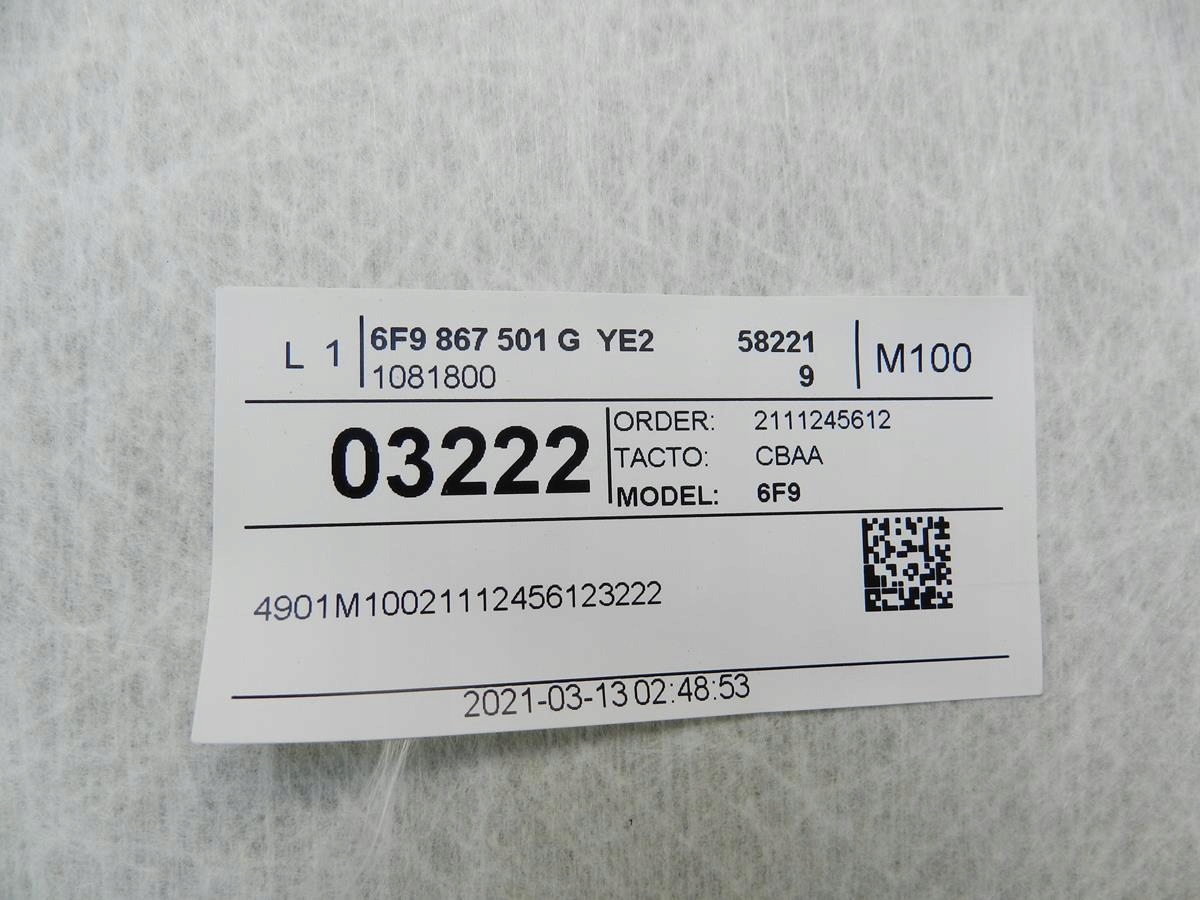 L 1 6F9 867 501 G YE2 58221 M100
1081800 9
03222
ORDER: 2111245612
TACTO: CBAA
MODEL: 6F9
4901M10021112456123222
2021-03-13 02:48:53